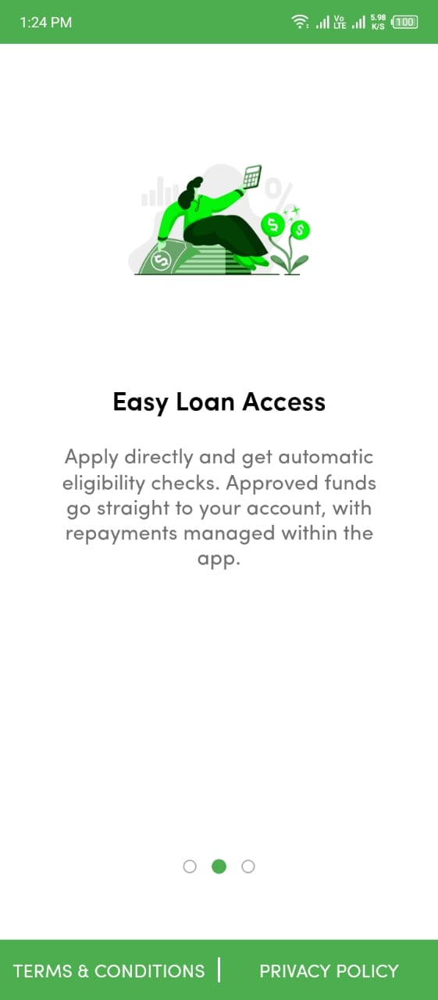 1:24 PM
Vo LTE
5.98 K/S
100
%
$
$
$
Easy Loan Access
Apply directly and get automatic
eligibility checks. Approved funds
go straight to your account, with
repayments managed within the
app.
TERMS & CONDITIONS | PRIVACY POLICY